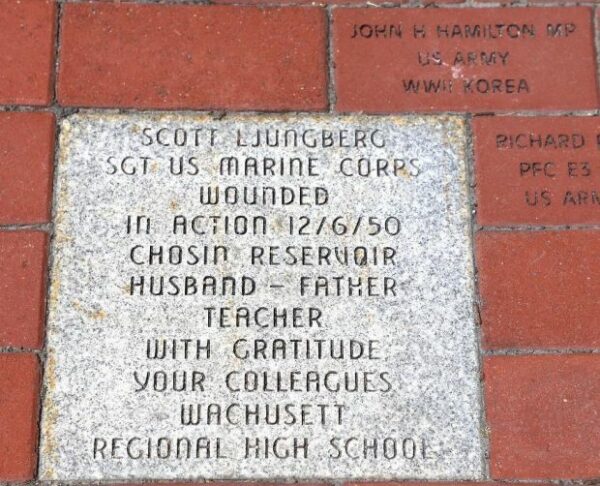 JOHN H HAMILTON MP
US ARMY
WWII KOREA
RICHARD
PFC E3
US
SCOTT LJUNGBERG
SGT US MARINE CORPS
WOUNDED
IN ACTION 12/6/50
CHOSIN RESERVOIR
HUSBAND - FATHER
TEACHER
WITH GRATITUDE
YOUR COLLEAGUES
WACHUSETT
REGIONAL HIGH SCHOOL